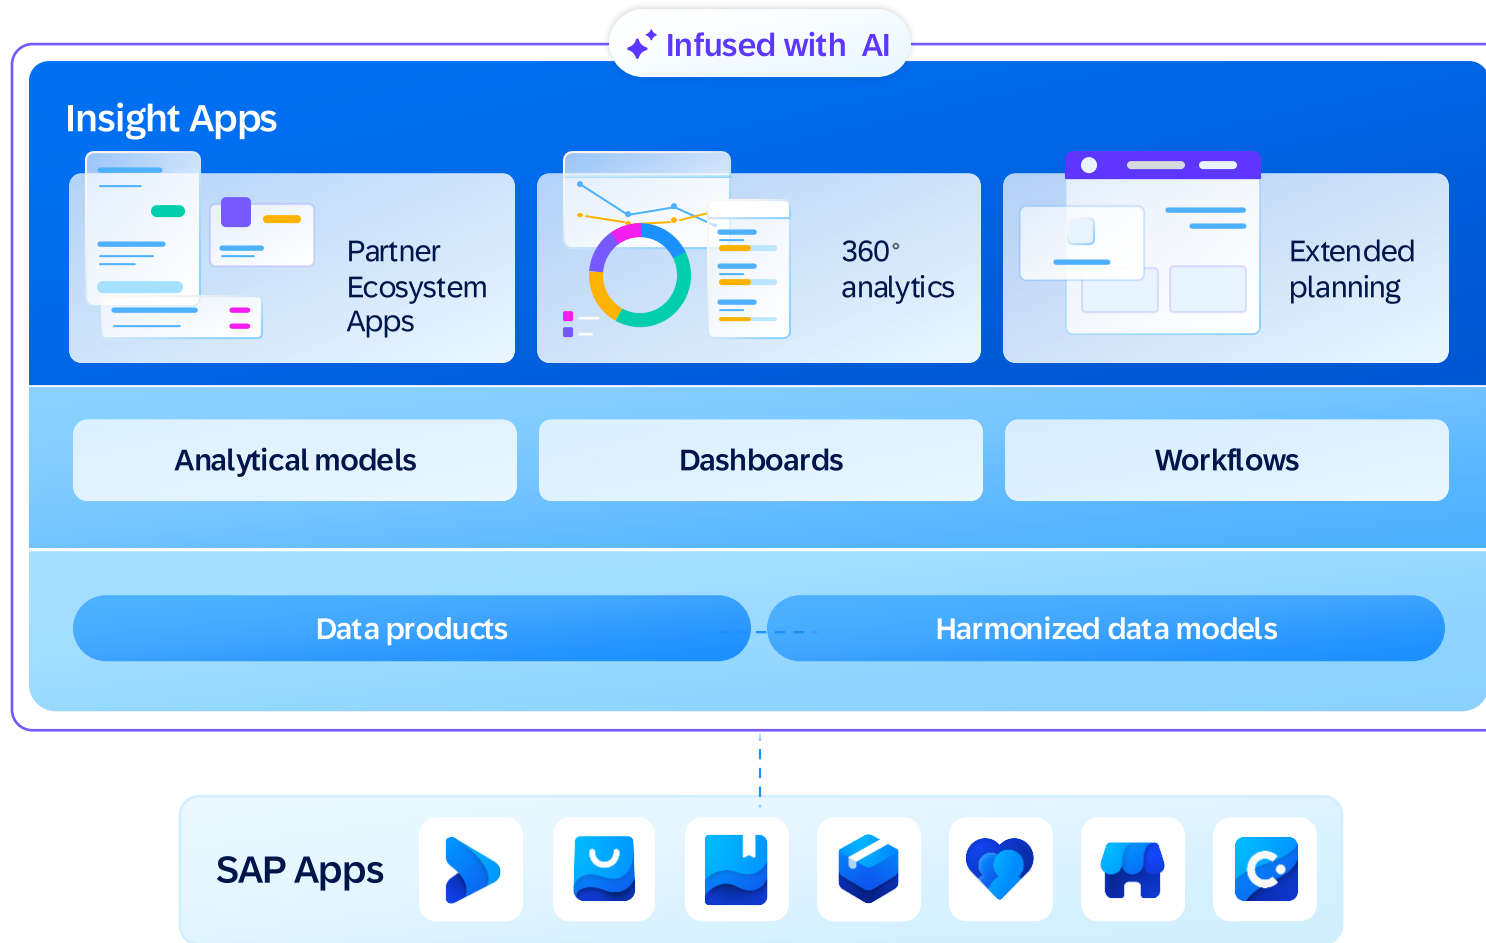 Infused with AI
Insight Apps
Partner
Ecosystem
Apps
360°
analytics
Extended
planning
Analytical models
Dashboards
Workflows
Data products
Harmonized data models
SAP Apps